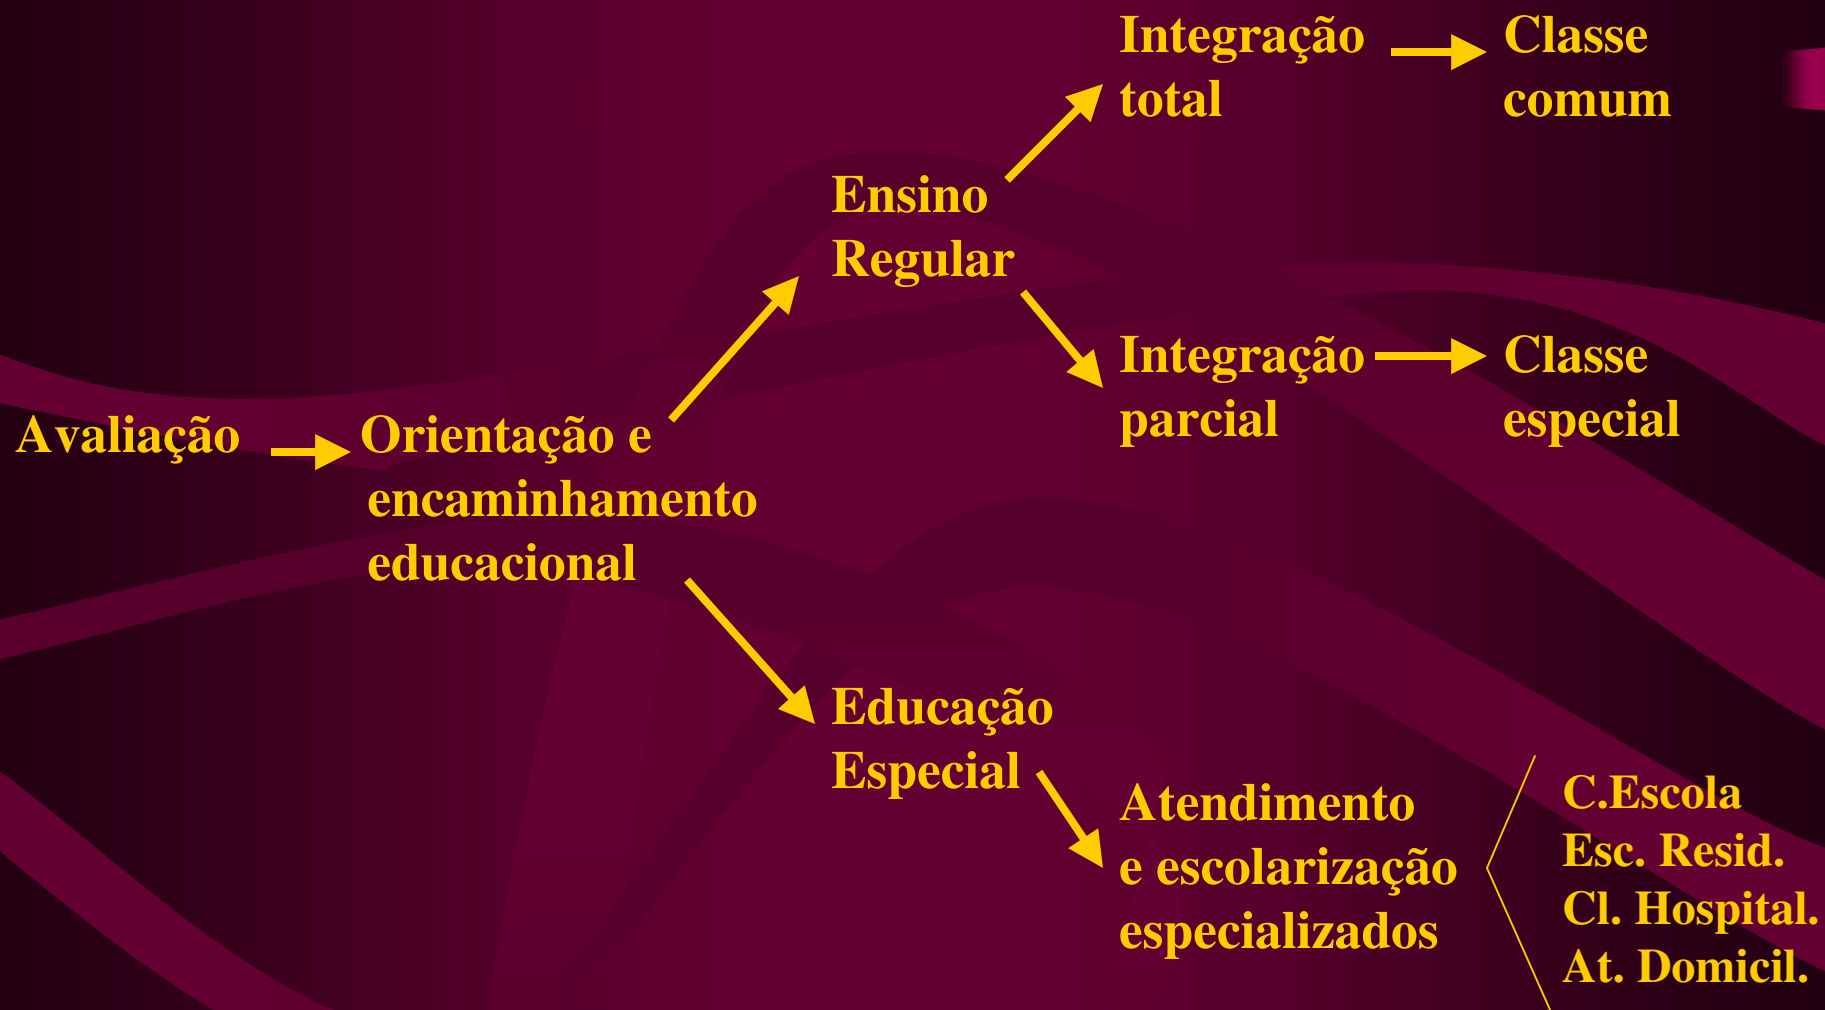 Integração
total
Classe
comum
Ensino
Regular
Integração
parcial
Classe
especial
Avaliação
Orientação e
encaminhamento
educacional
Educação
Especial
Atendimento
e escolarização
especializados
C.Escola
Esc. Resid.
Cl. Hospital.
At. Domicil.